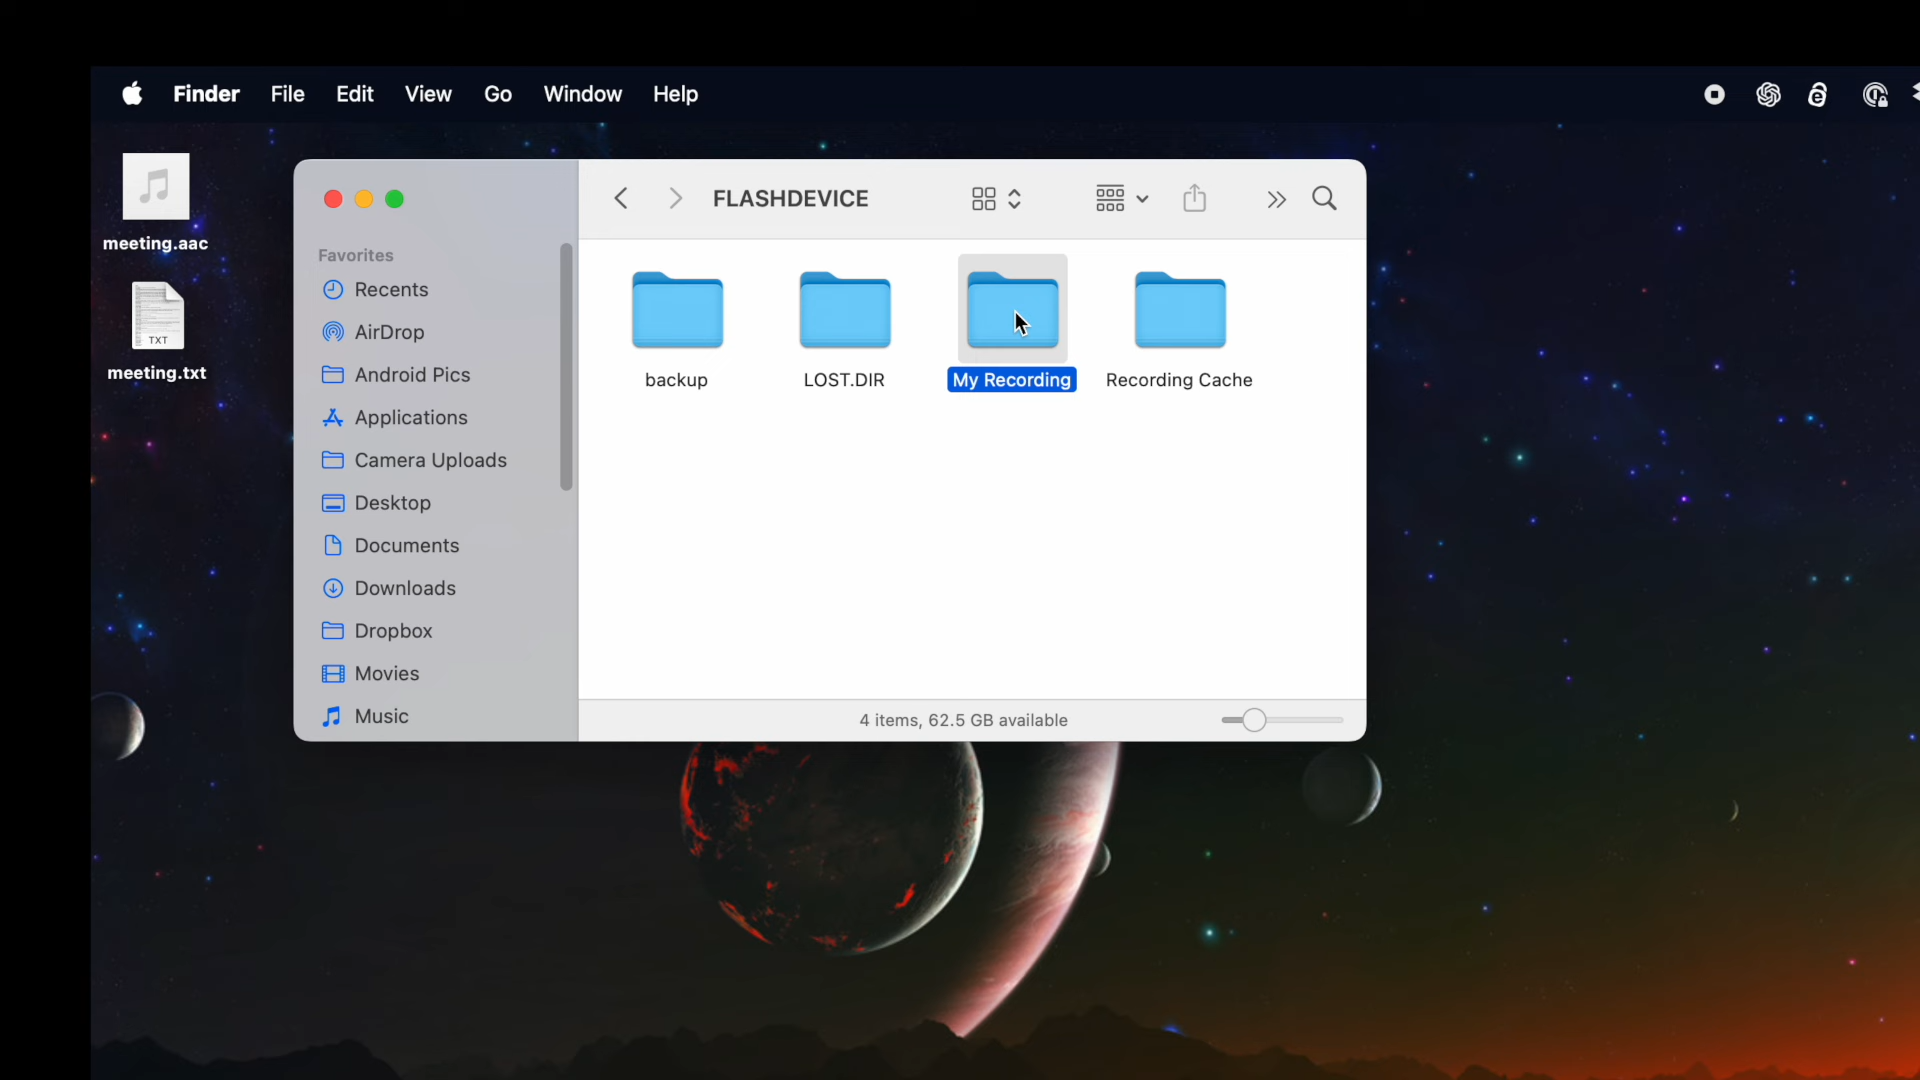 Finder File Edit View Go Window Help
meeting.aac
TXT
meeting.txt
FLASHDEVICE
Favorites
Recents
AirDrop
Android Pics
Applications
Camera Uploads
Desktop
Documents
Downloads
Dropbox
Movies
Music
backup
LOST.DIR
My Recording
Recording Cache
4 items, 62.5 GB available